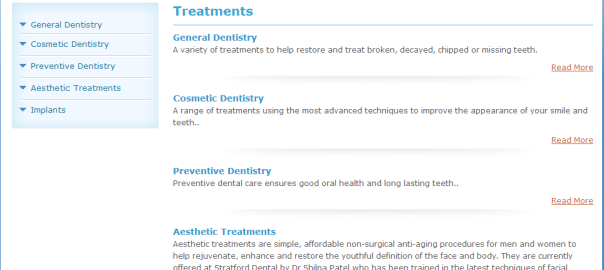 Treatments
General Dentistry
Cosmetic Dentistry
Preventive Dentistry
Aesthetic Treatments
Implants
General Dentistry
A variety of treatments to help restore and treat broken, decayed, chipped or missing teeth.
Read More
Cosmetic Dentistry
A range of treatments using the most advanced techniques to improve the appearance of your smile and
teeth..
Read More
Preventive Dentistry
Preventive dental care ensures good oral health and long lasting teeth..
Read More
Aesthetic Treatments
Aesthetic treatments are simple, affordable non-surgical anti-aging procedures for men and women to
help rejuvenate, enhance and restore the youthful definition of the face and body. They are currently
offered at Stratford Dental by Dr Shilpa Patel who has been trained in the latest techniques of facial